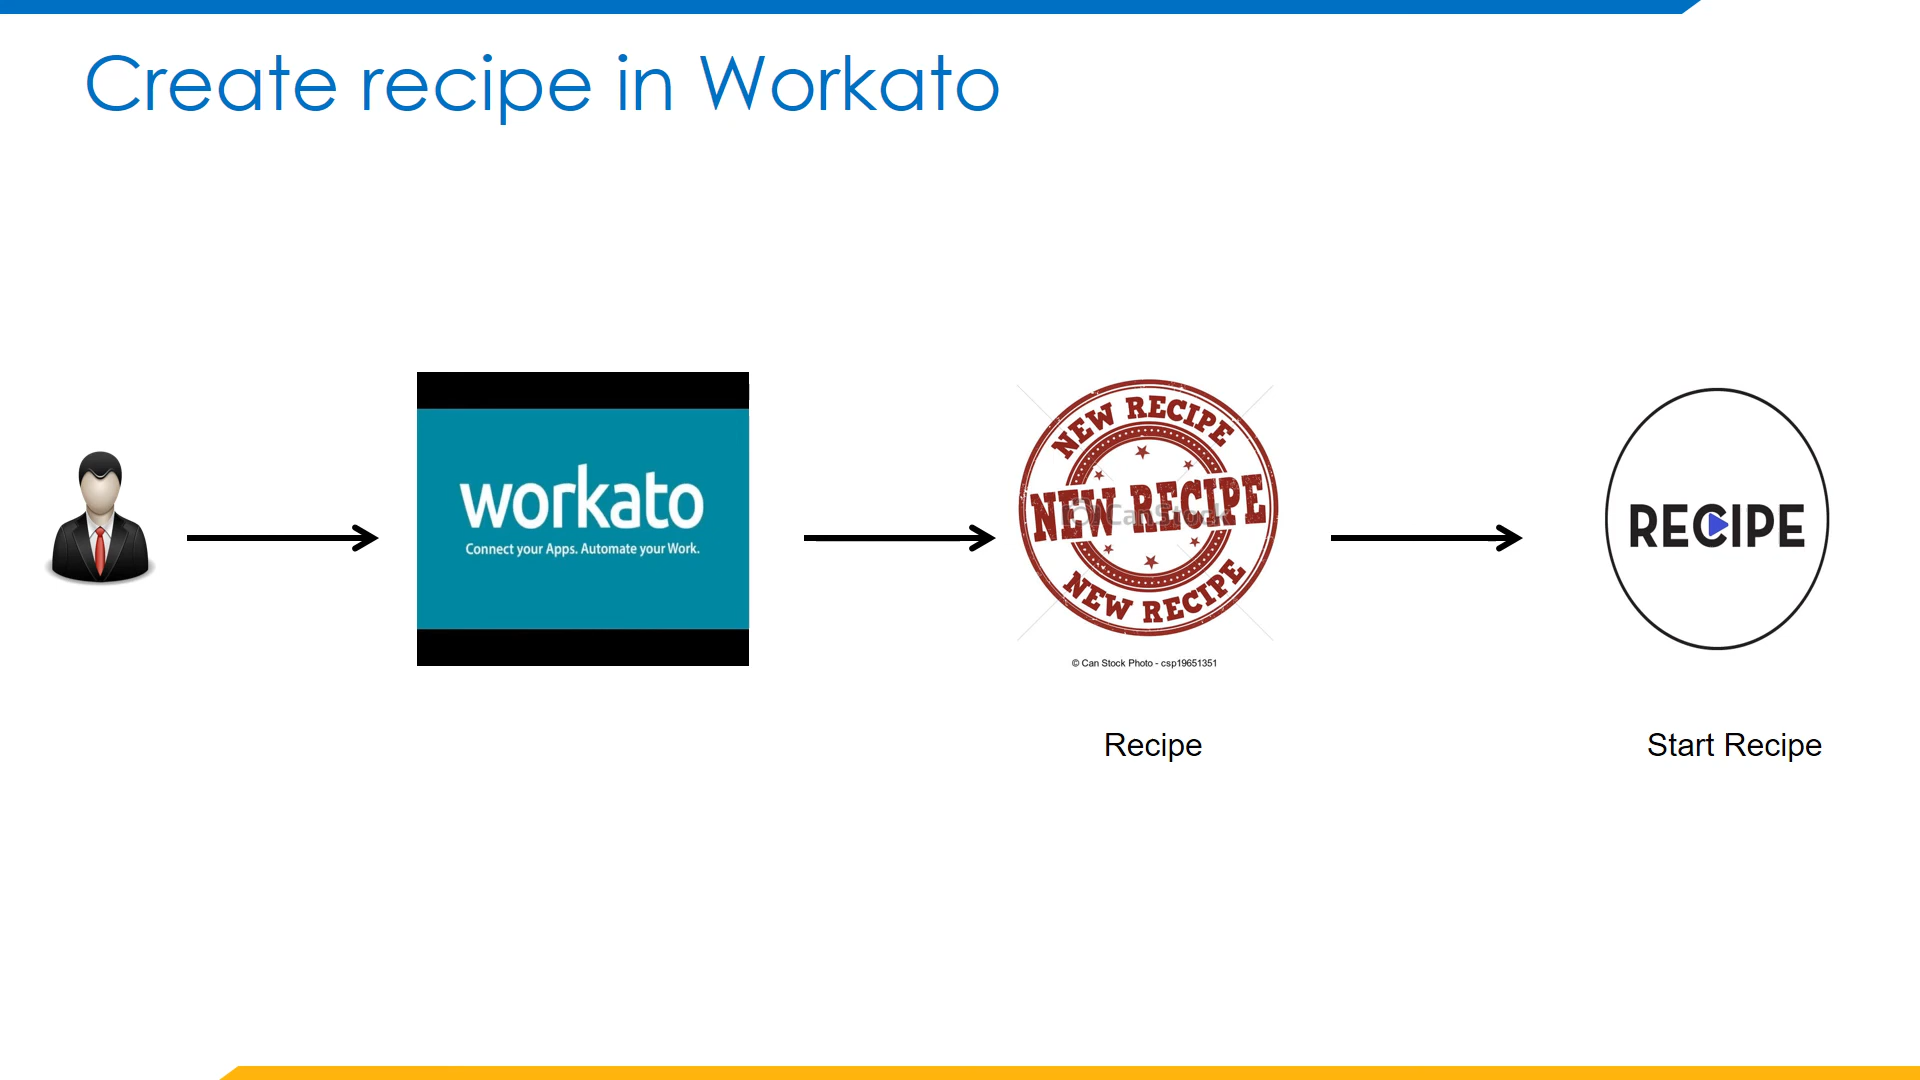 Create recipe in Workato
workato
Connect your Apps. Automate your Work.
NEW RECIPE
NEW RECIPE
CanStock
NEW RECIPE
© Can Stock Photo - csp19651351
RECIPE
Recipe
Start Recipe